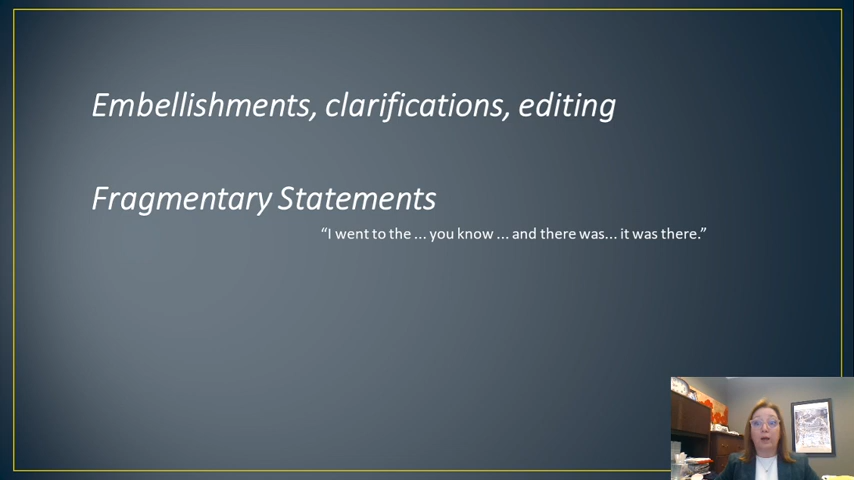 Embellishments, clarifications, editing
Fragmentary Statements
“I went to the ... you know ... and there was... it was there.”